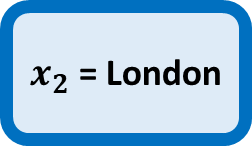 x₂ = London